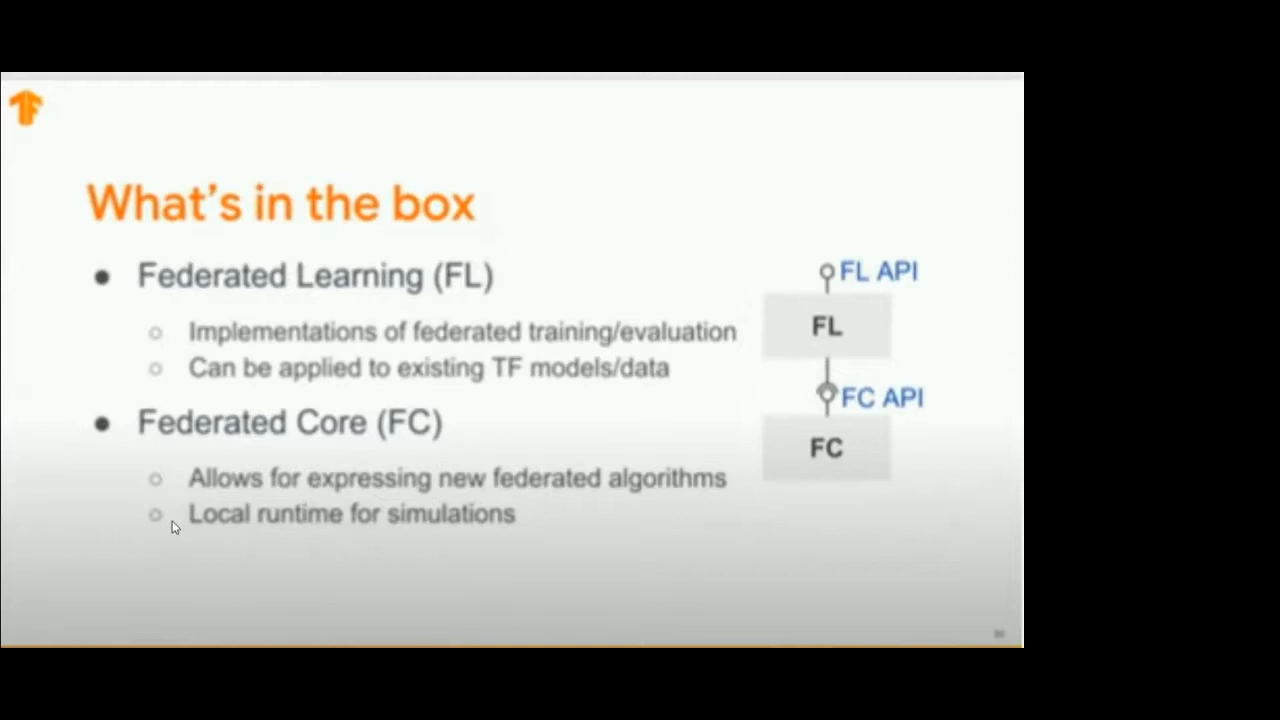 What's in the box
Federated Learning (FL)
Implementations of federated training/evaluation
Can be applied to existing TF models/data
Federated Core (FC)
Allows for expressing new federated algorithms
Local runtime for simulations
FL API
FL
FC API
FC